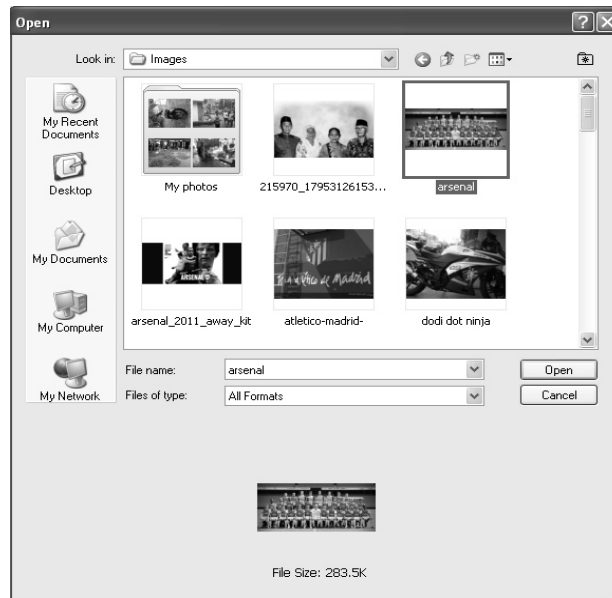 Open
Look in:
Images
My Recent
Documents
Desktop
My Documents
My Computer
My Network
My photos
215970_17953126153...
arsenal
ARSENAL
arsenal_2011_away_kit
atletico-madrid-
dodi dot ninja
File name:
arsenal
Open
Files of type:
All Formats
Cancel
File Size: 283.5K